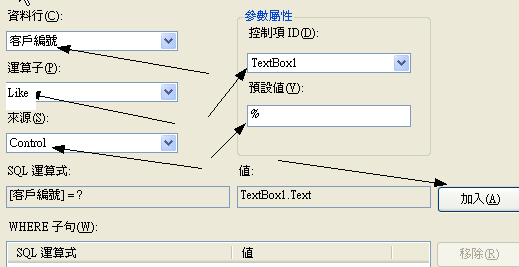 資料行(C):
客戶編號
運算子(P):
Like
來源(S):
Control
參數屬性
控制項 ID(D):
TextBox1
預設值(V):
%
SQL 運算式:
[客戶編號] = ?
值:
TextBox1.Text
加入(A)
WHERE 子句(W):
SQL 運算式
值
移除(R)